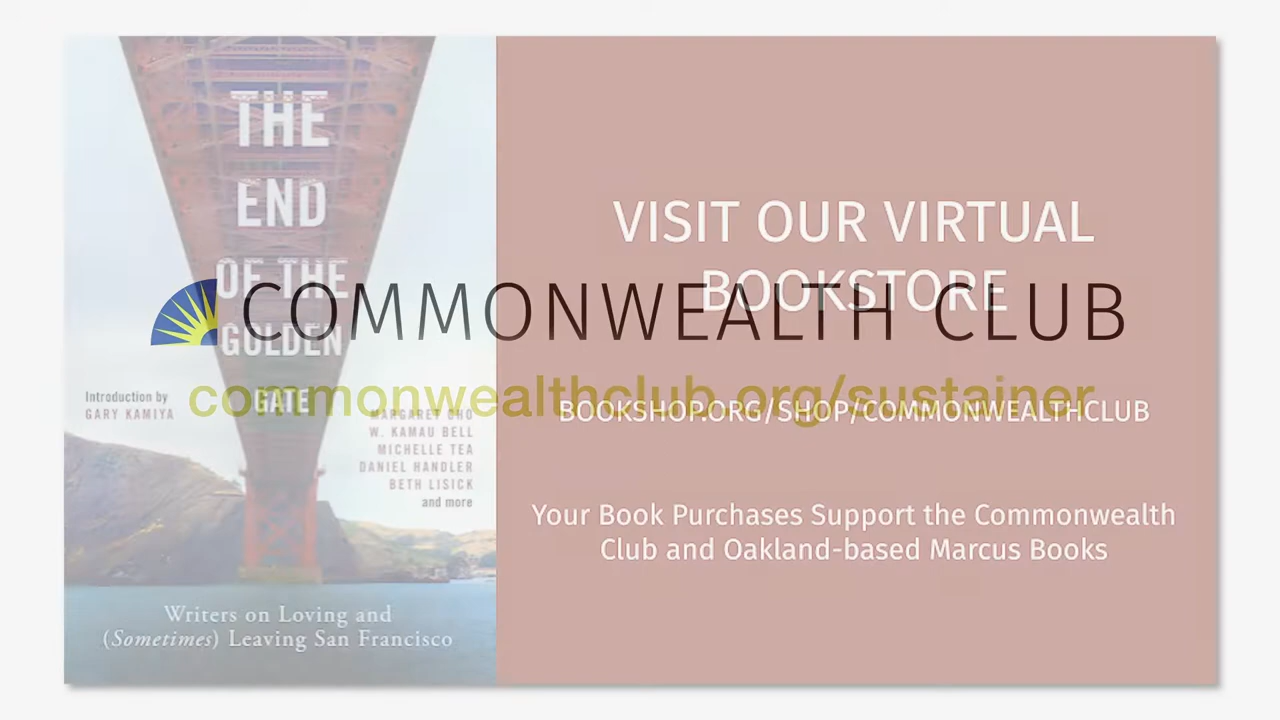 THE
END
OF THE
GOLDEN
GATE
Introduction by
GARY KAMIYA
MARGARET CHO
W. KAMAU BELL
MICHELLE TEA
DANIEL HANDLER
BETH LISICK
and more
Writers on Loving and
(Sometimes) Leaving San Francisco
VISIT OUR VIRTUAL
BOOKSTORE
BOOKSHOP.ORG/SHOP/COMMONWEALTHCLUB
Your Book Purchases Support the Commonwealth
Club and Oakland-based Marcus Books
COMMONWEALTH CLUB
commonwealthclub.org/sustainer